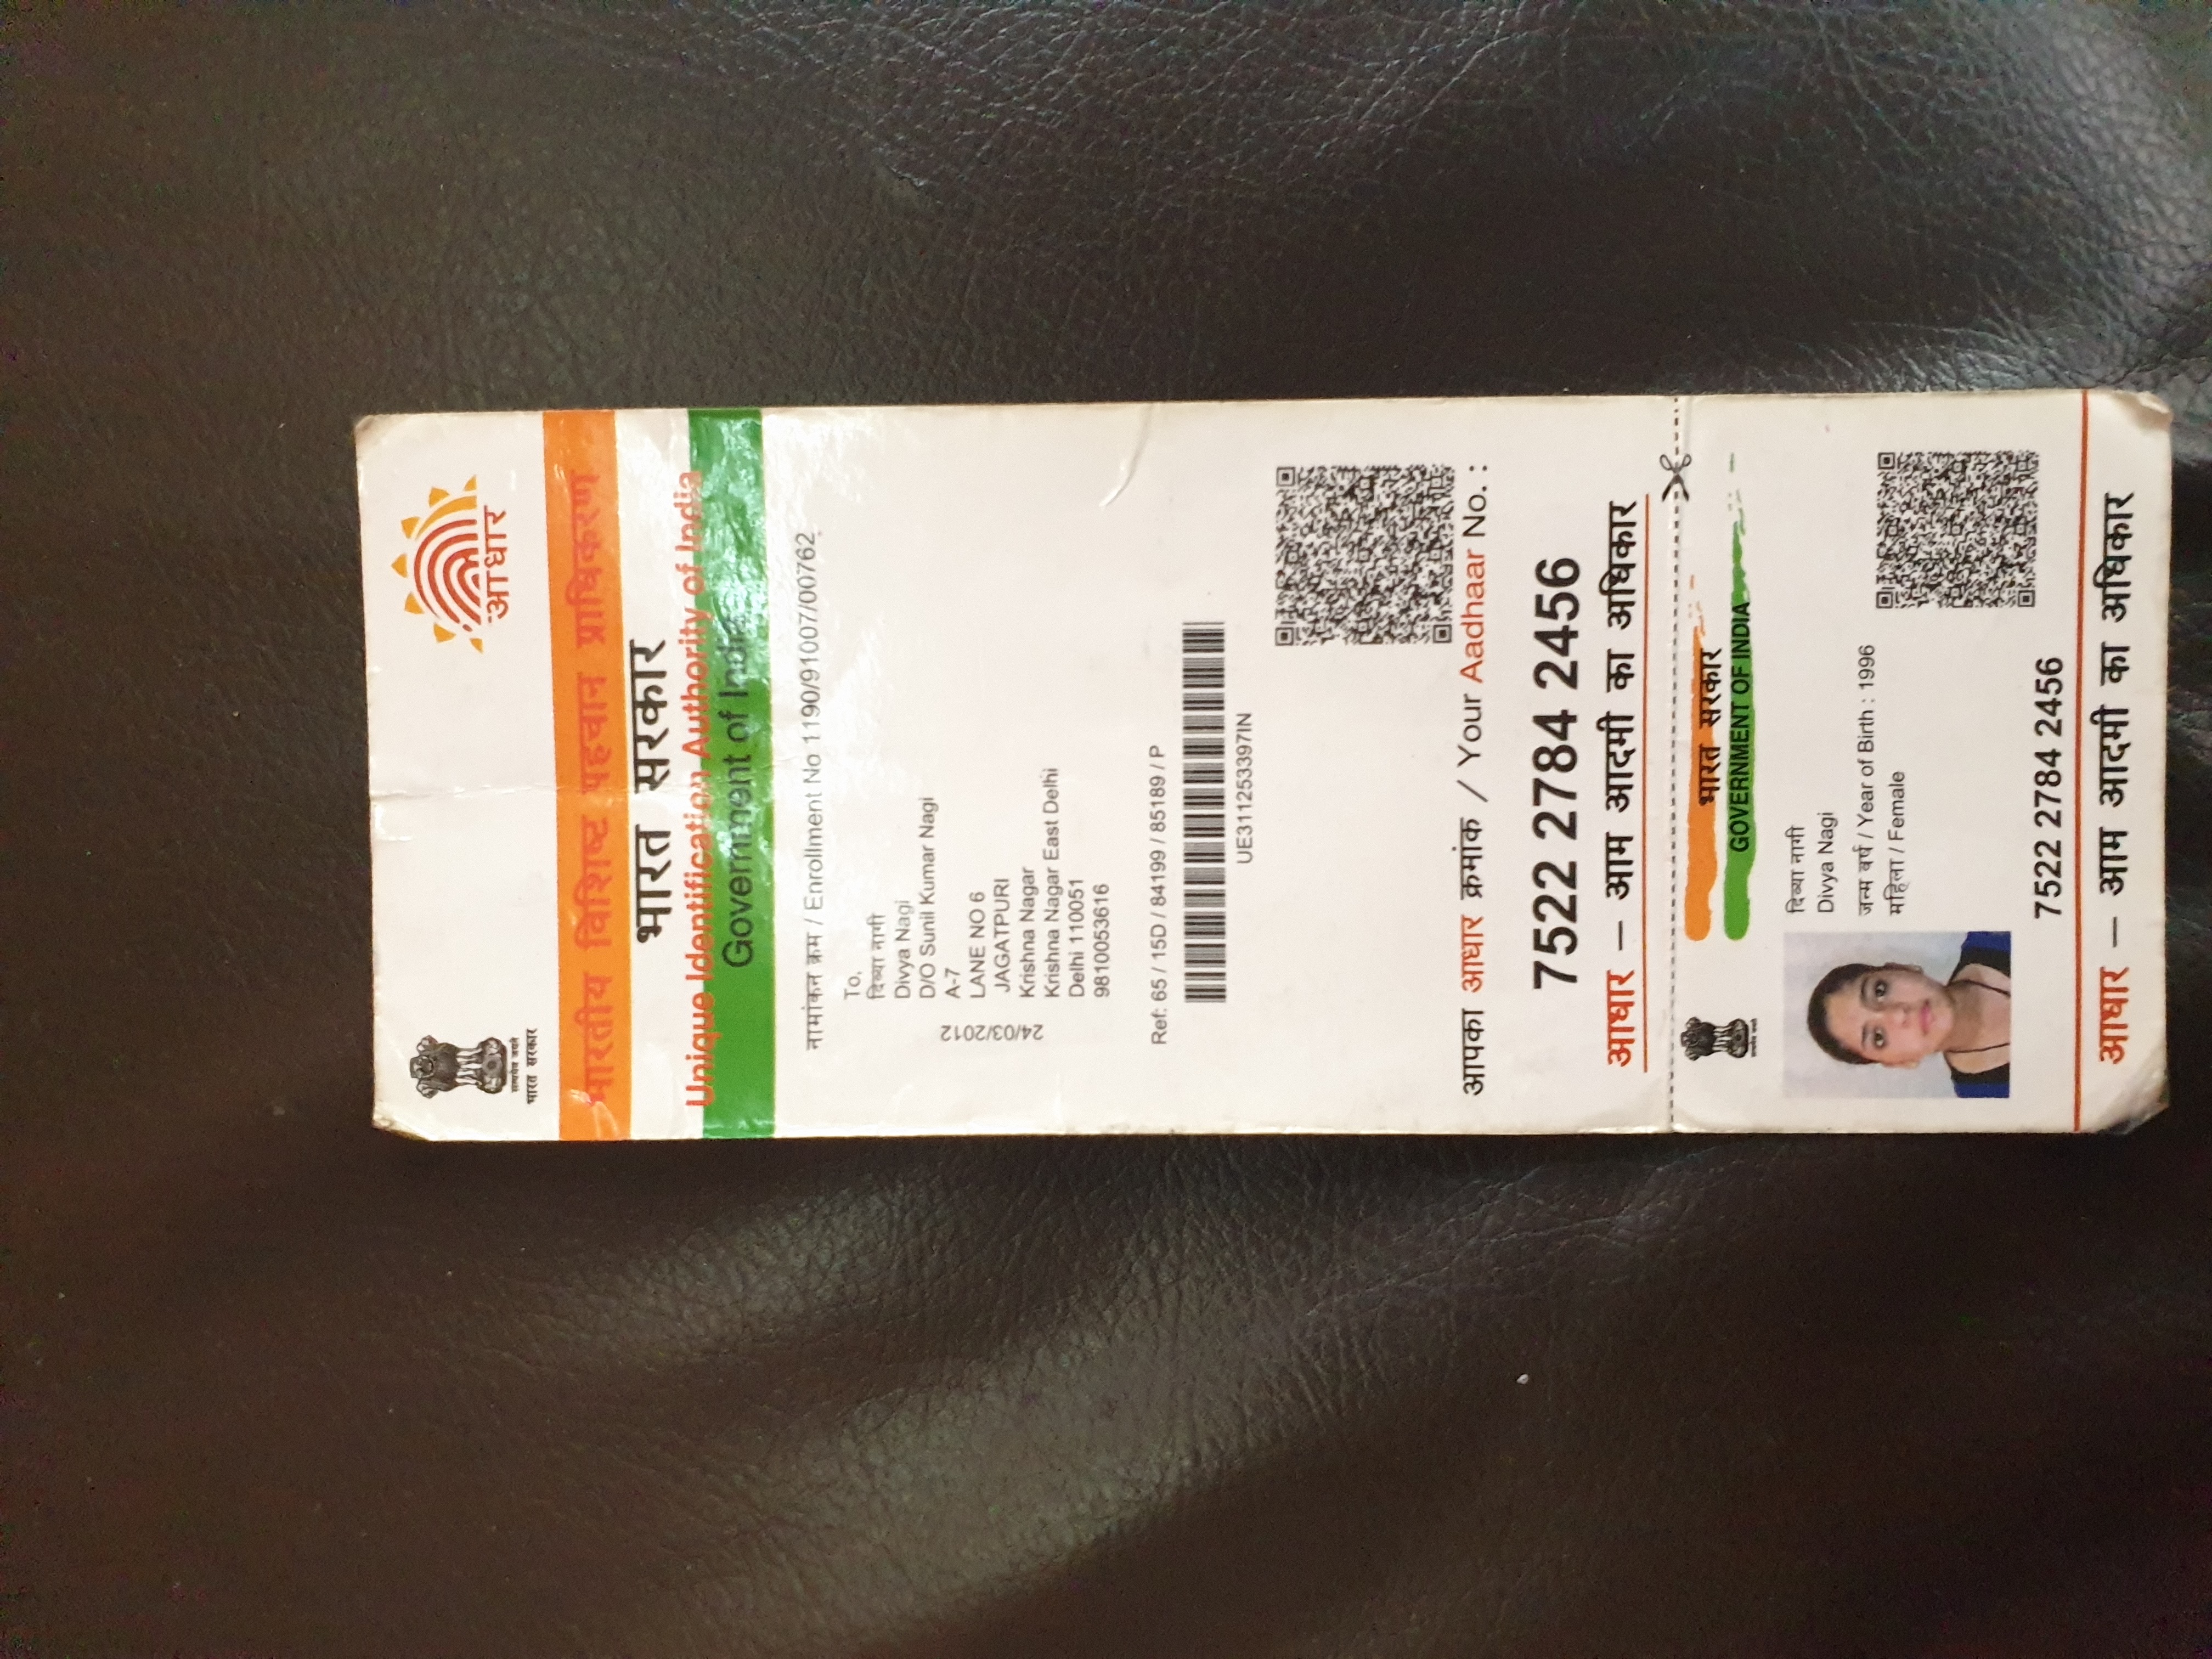 भारत सरकार
आधार
भारतीय विशिष्ट पहचान प्राधिकरण
भारत सरकार
Unique Identification Authority of India
Government of India
नामांकन क्रम / Enrollment No 1190/91007/00762
To,
दिव्या नागी
Divya Nagi
D/O Sunil Kumar Nagi
A-7
LANE NO 6
JAGATPURI
Krishna Nagar
Krishna Nagar East Delhi
Delhi 110051
9810053616
24/03/2012
Ref: 65 / 15D / 84199 / 85189 / P
UE311253397IN
आपका आधार क्रमांक / Your Aadhaar No. :
7522 2784 2456
आधार – आम आदमी का अधिकार
भारत सरकार
GOVERNMENT OF INDIA
दिव्या नागी
Divya Nagi
जन्म वर्ष / Year of Birth : 1996
महिला / Female
7522 2784 2456
आधार – आम आदमी का अधिकार